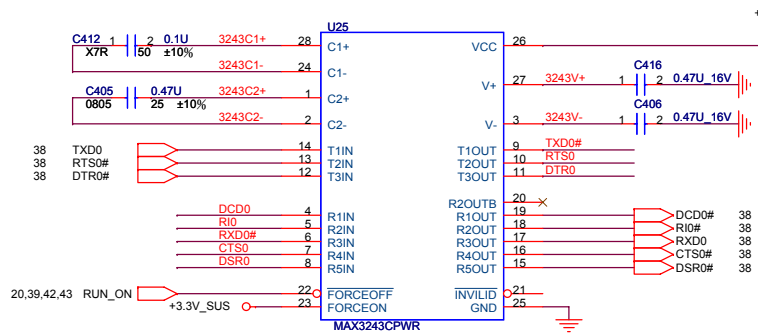 U25
C412 1 2 0.1U 3243C1+ 28 C1+ VCC 26 +
X7R 50 ±10%
3243C1- 24 C1- V+ 27 3243V+ 1 C416 2 0.47U_16V
C405 0.47U 3243C2+ 1 C2+
0805 25 ±10%
3243C2- 2 C2- V- 3 3243V- 1 C406 2 0.47U_16V
38 TXD0 14 T1IN T1OUT 9 TXD0#
38 RTS0# 13 T2IN T2OUT 10 RTS0
38 DTR0# 12 T3IN T3OUT 11 DTR0
R2OUTB 20
DCD0 4 R1IN R1OUT 19 DCD0# 38
RI0 5 R2IN R2OUT 18 RI0# 38
RXD0# 6 R3IN R3OUT 17 RXD0 38
CTS0 7 R4IN R4OUT 16 CTS0# 38
DSR0 8 R5IN R5OUT 15 DSR0# 38
20,39,42,43 RUN_ON 22 FORCEOFF INVILID 21
+3.3V_SUS 23 FORCEON GND 25
MAX3243CPWR